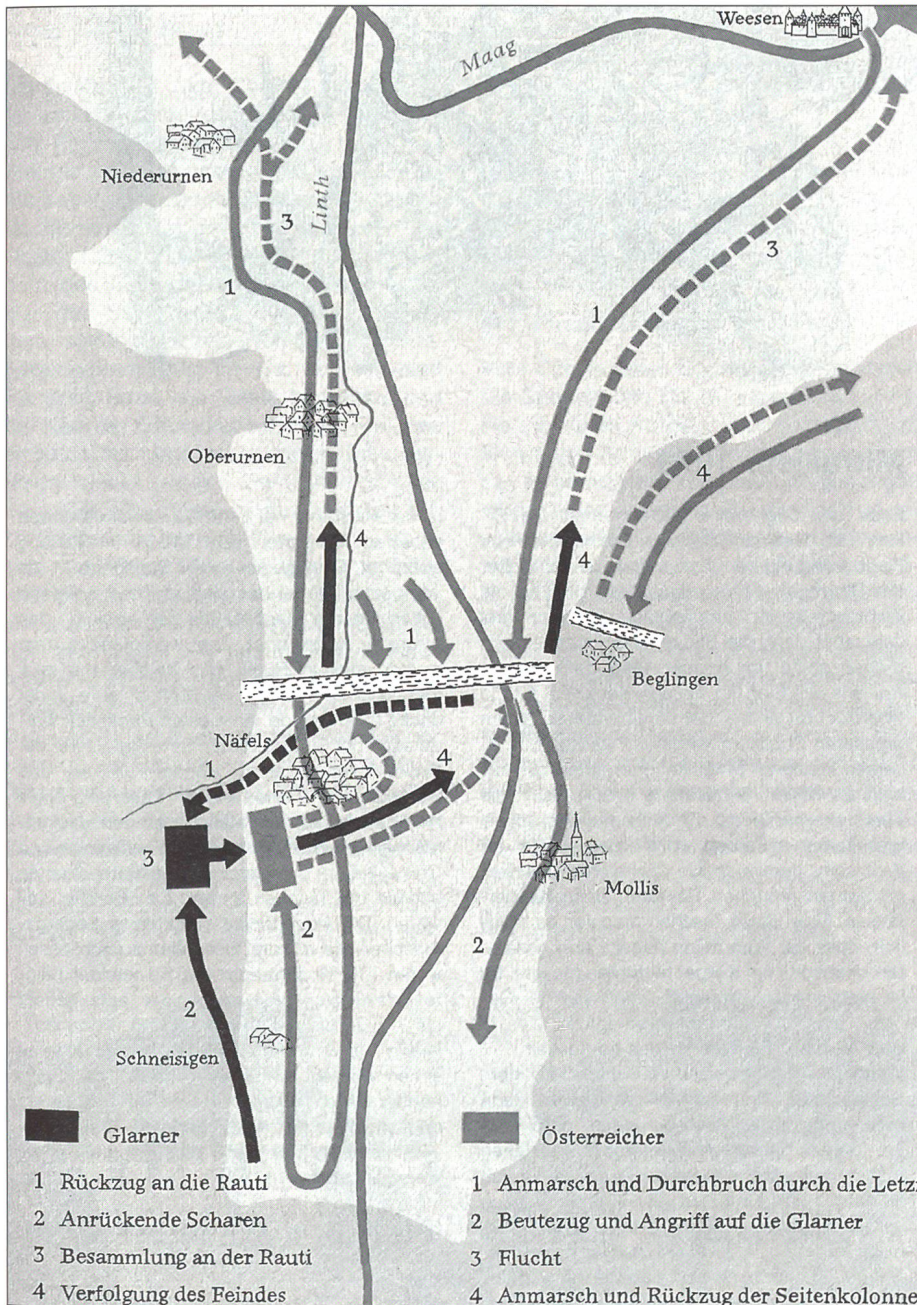 Weesen
Maag
Niederurnen
Linth
3
3
1
1
Oberurnen
4
4
4
1
Beglingen
Näfels
1
4
3
Mollis
2
2
2
Schneisigen
Glarner
1 Rückzug an die Rauti
2 Anrückende Scharen
3 Besammlung an der Rauti
4 Verfolgung des Feindes
Österreicher
1 Anmarsch und Durchbruch durch die Letzi
2 Beutezug und Angriff auf die Glarner
3 Flucht
4 Anmarsch und Rückzug der Seitenkolonne